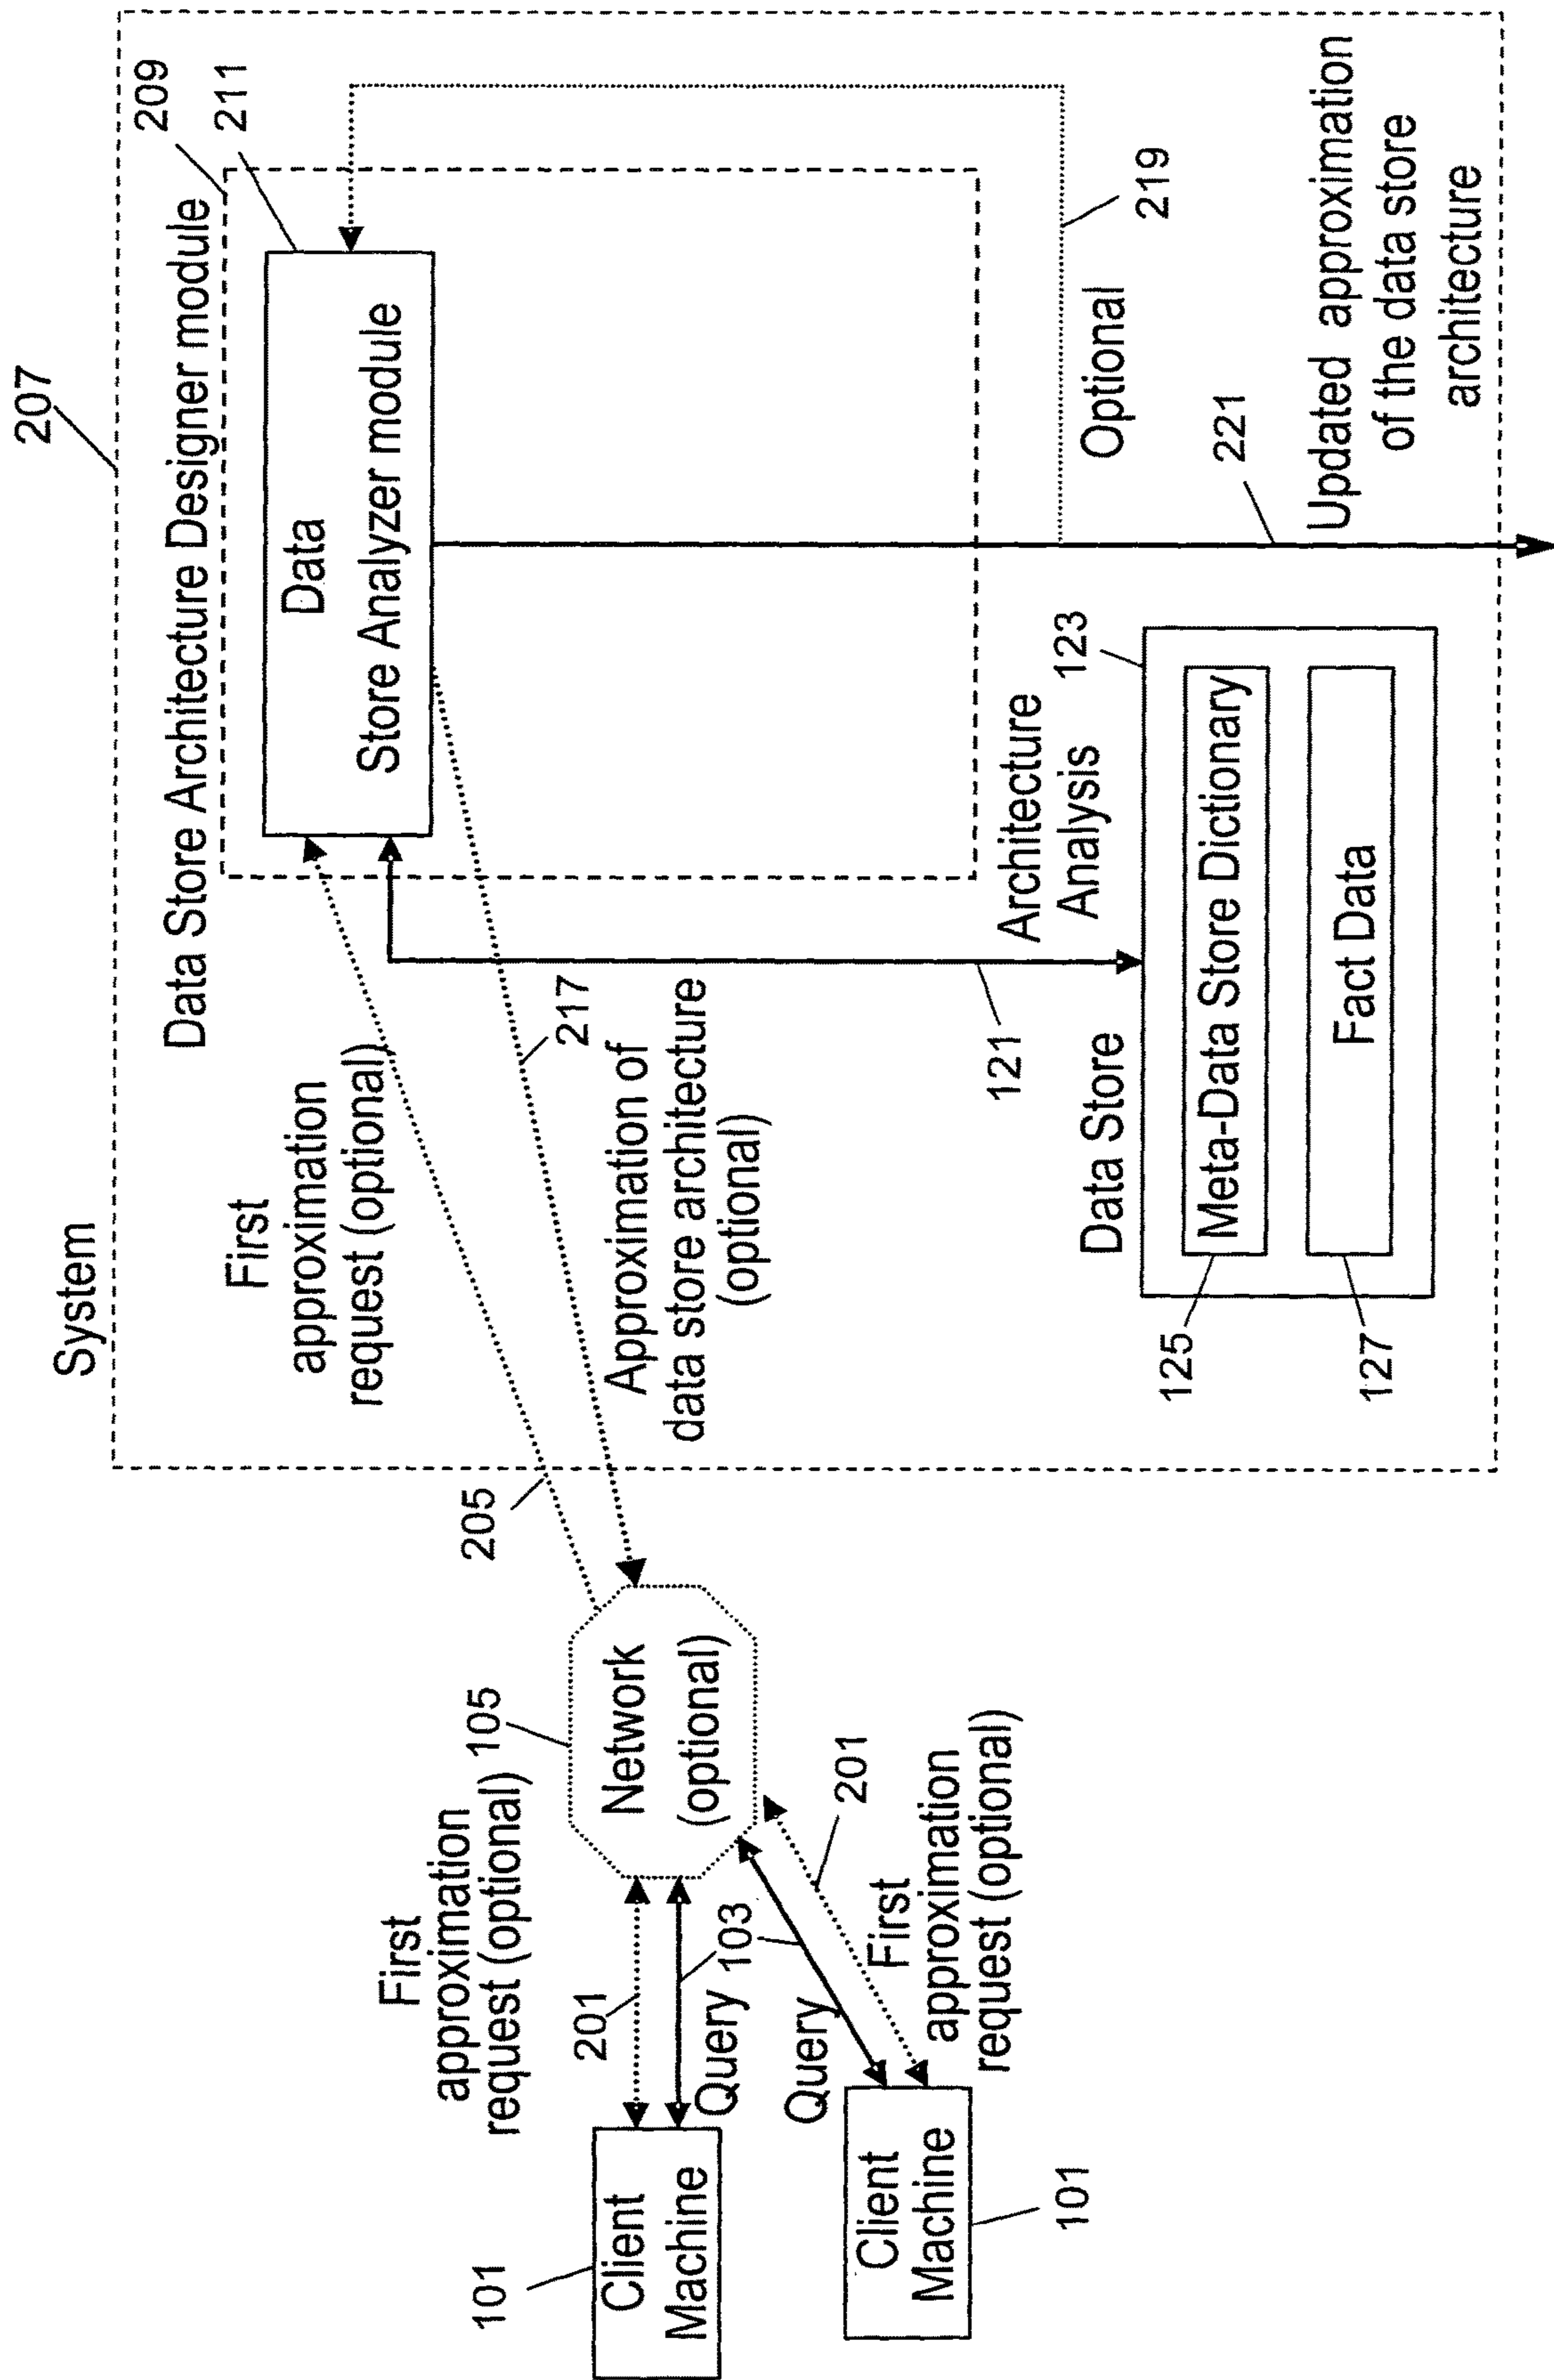 207
System
209
Data Store Architecture Designer module
211
First
approximation
request (optional)
Data
Store Analyzer module
205
217
Approximation of
data store architecture
(optional)
First
approximation
request (optional)
105
201
Network
(optional)
101
Client
Machine
Query
103
Query
201
First
approximation
request (optional)
Client
Machine
101
121
Architecture
Analysis
Data Store
123
125
Meta-Data Store Dictionary
127
Fact Data
Optional
219
221
Updated approximation
of the data store
architecture